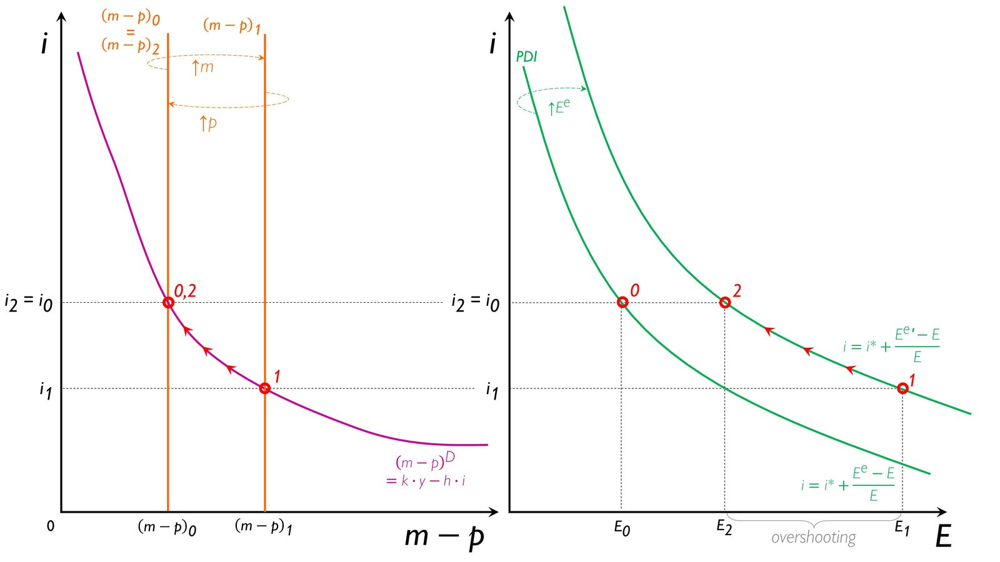 i
(m – p)0
=
(m – p)2
(m – p)1
↑m
↑p
0,2
i2 = i0
1
i1
(m – p)D
= k · y – h · i
0
(m – p)0
(m – p)1
m – p
i
PDI
↑Ee
0
2
i2 = i0
i = i* + Ee′ – E
E
1
i1
i = i* + Ee – E
E
E0
E2
E1
overshooting
E